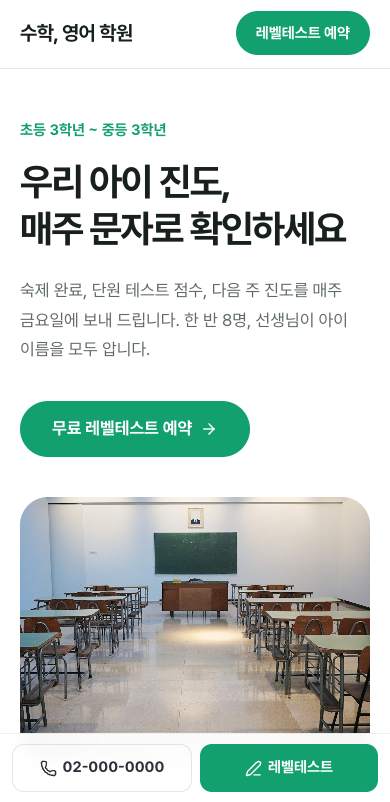 수학, 영어 학원
레벨테스트 예약
초등 3학년 ~ 중등 3학년
우리 아이 진도,
매주 문자로 확인하세요
숙제 완료, 단원 테스트 점수, 다음 주 진도를 매주
금요일에 보내 드립니다. 한 반 8명, 선생님이 아이
이름을 모두 압니다.
무료 레벨테스트 예약
02-000-0000
레벨테스트